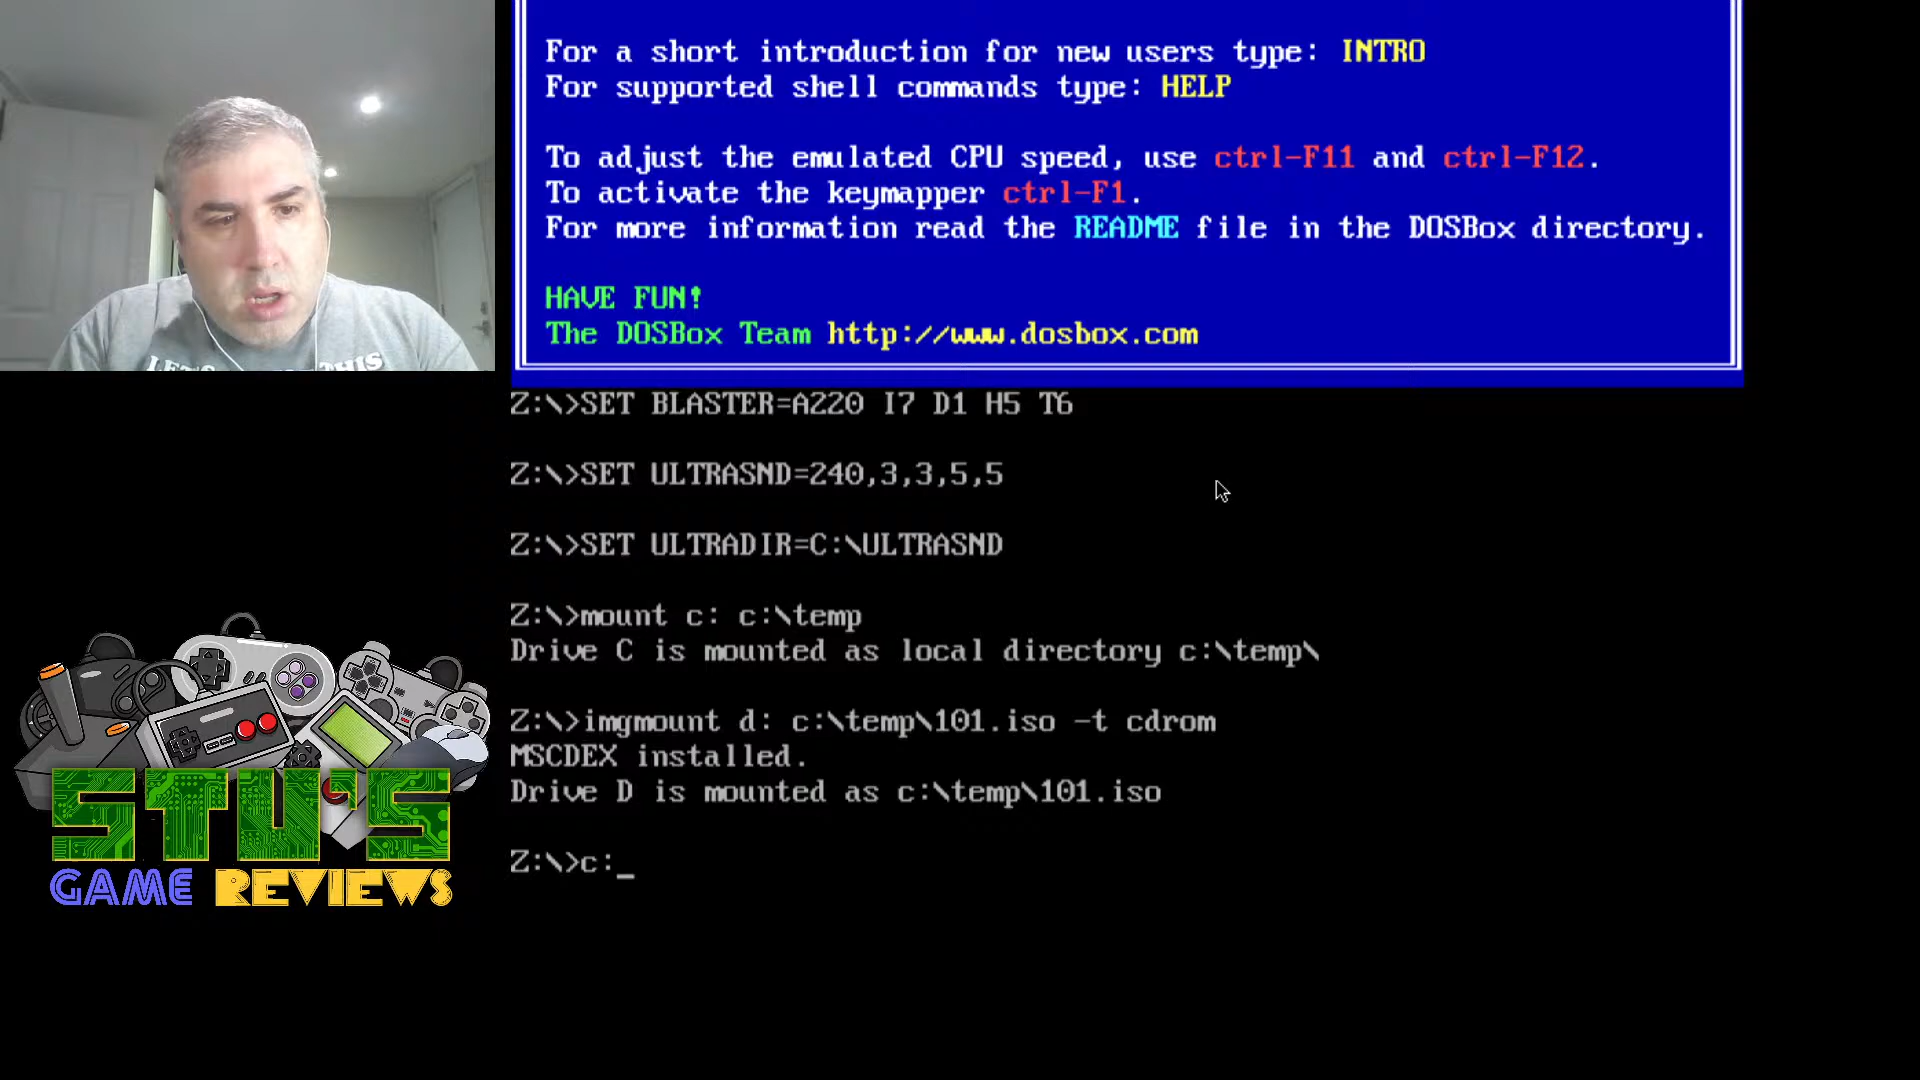 For a short introduction for new users type: INTRO
For supported shell commands type: HELP
To adjust the emulated CPU speed, use ctrl-F11 and ctrl-F12.
To activate the keymapper ctrl-F1.
For more information read the README file in the DOSBox directory.
HAVE FUN!
The DOSBox Team http://www.dosbox.com
Z:\>SET BLASTER=A220 I7 D1 H5 T6
Z:\>SET ULTRASND=240,3,3,5,5
Z:\>SET ULTRADIR=C:\ULTRASND
Z:\>mount c: c:\temp
Drive C is mounted as local directory c:\temp\
Z:\>imgmount d: c:\temp\101.iso -t cdrom
MSCDEX installed.
Drive D is mounted as c:\temp\101.iso
Z:\>c:_
THIS
STU'S
GAME REVIEWS